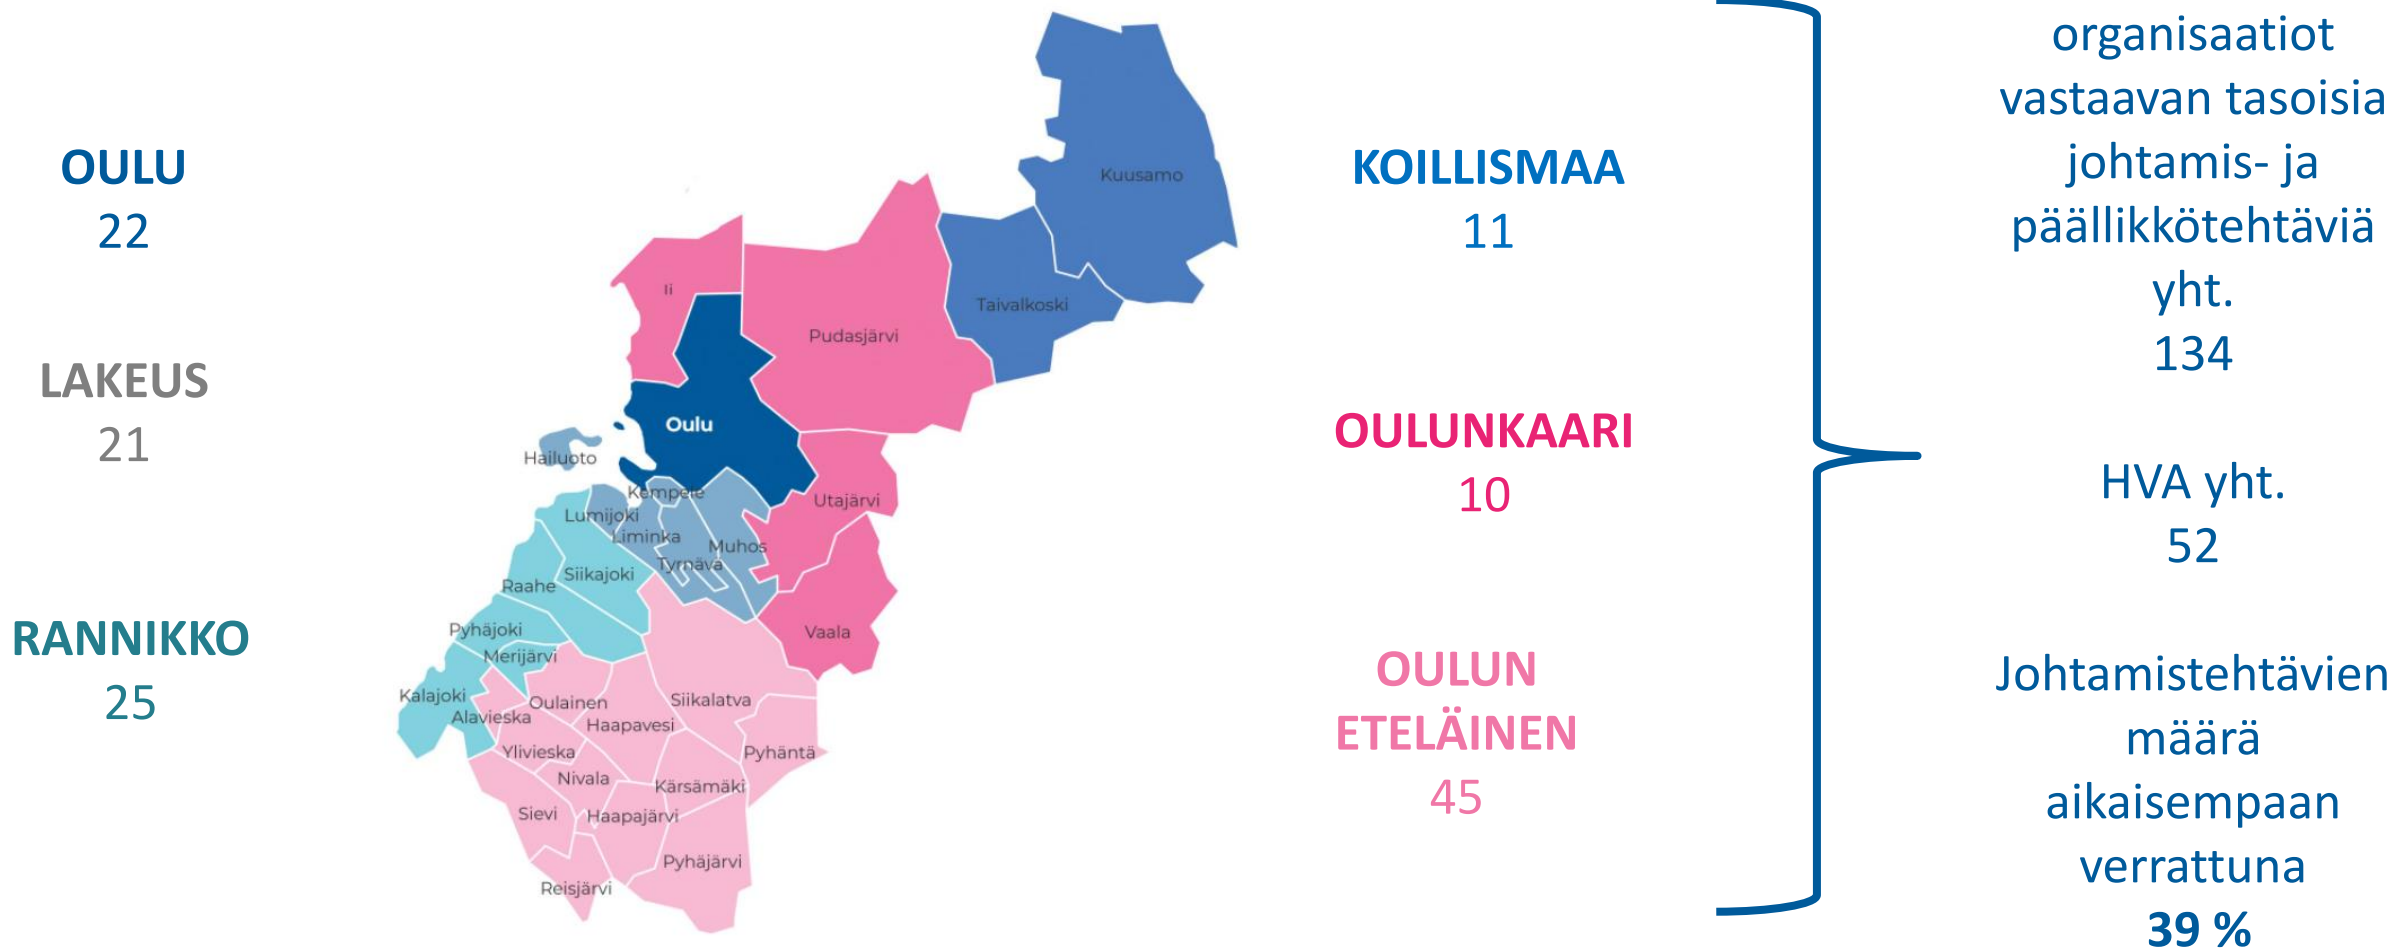 OULU
22
LAKEUS
21
RANNIKKO
25
Kuusamo
Taivalkoski
Ii
Pudasjärvi
Oulu
Hailuoto
Kempele
Utajärvi
Lumijoki
Liminka
Muhos
Tyrnävä
Siikajoki
Raahe
Pyhäjoki
Vaala
Merijärvi
Kalajoki
Oulainen
Siikalatva
Alavieska
Haapavesi
Ylivieska
Pyhäntä
Nivala
Kärsämäki
Sievi
Haapajärvi
Pyhäjärvi
Reisjärvi
KOILLISMAA
11
OULUNKAARI
10
OULUN
ETELÄINEN
45
organisaatiot
vastaavan tasoisia
johtamis- ja
päällikkötehtäviä
yht.
134
HVA yht.
52
Johtamistehtävien
määrä
aikaisempaan
verrattuna
39 %